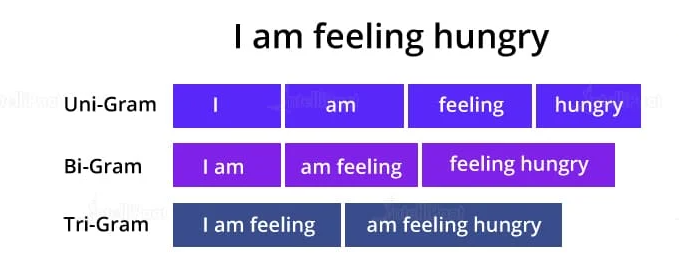 I am feeling hungry
Uni-Gram I am feeling hungry
Bi-Gram I am am feeling feeling hungry
Tri-Gram I am feeling am feeling hungry